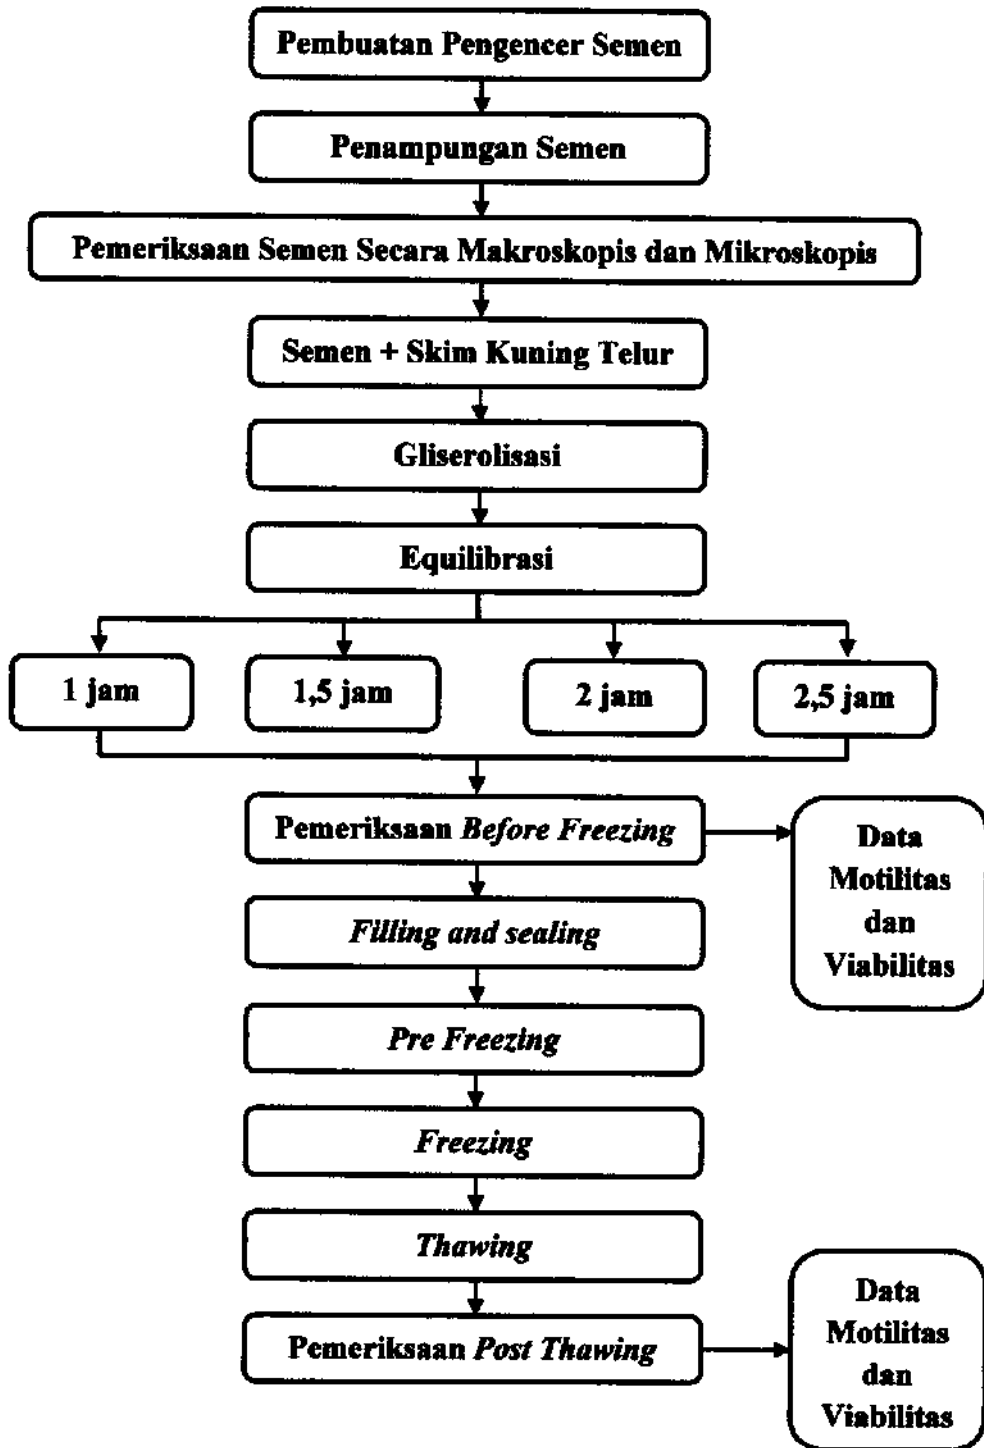 Pembuatan Pengencer Semen
Penampungan Semen
Pemeriksaan Semen Secara Makroskopis dan Mikroskopis
Semen + Skim Kuning Telur
Gliserolisasi
Equilibrasi
1 jam
1,5 jam
2 jam
2,5 jam
Pemeriksaan Before Freezing
Data
Motilitas
dan
Viabilitas
Filling and sealing
Pre Freezing
Freezing
Thawing
Pemeriksaan Post Thawing
Data
Motilitas
dan
Viabilitas